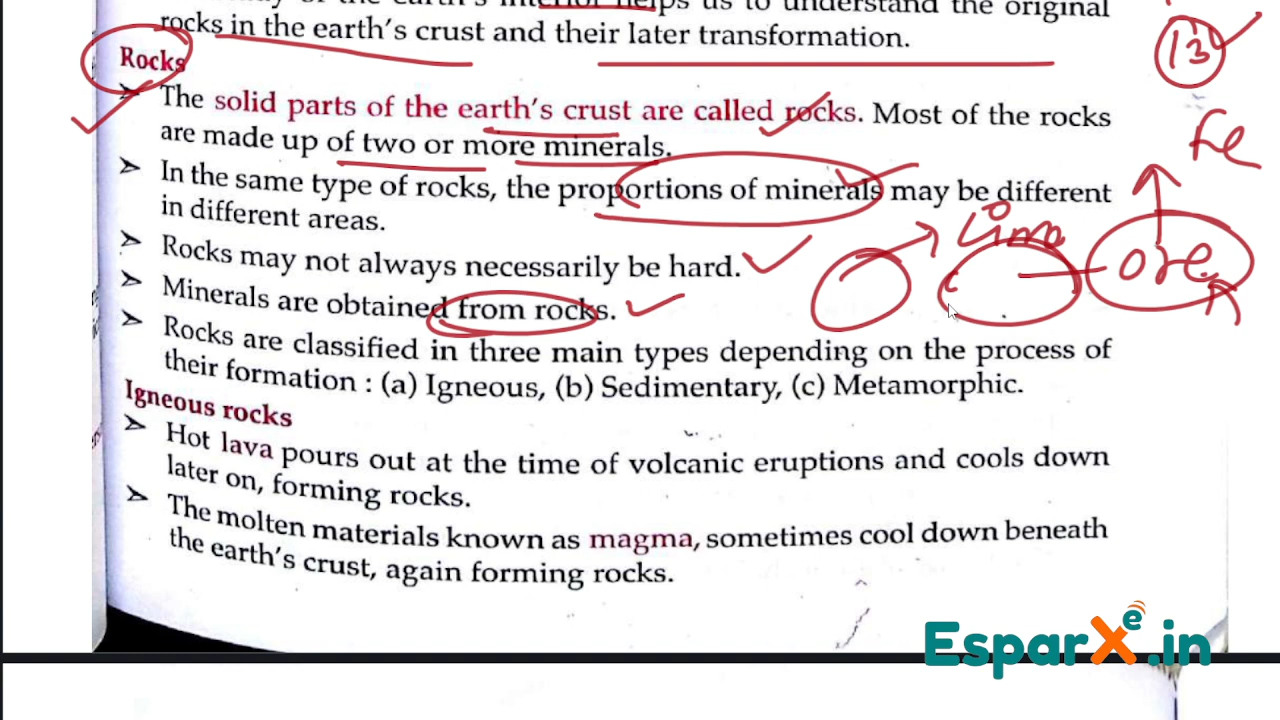 the original
rocks in the earth's crust and their later transformation.
13
Rocks
➤ The solid parts of the earth's crust are called rocks. Most of the rocks
are made up of two or more minerals.
Fe
➤ In the same type of rocks, the proportions of minerals may be different
in different areas.
➤ Rocks may not always necessarily be hard.
ore
➤ Minerals are obtained from rocks.
➤ Rocks are classified in three main types depending on the process of
their formation : (a) Igneous, (b) Sedimentary, (c) Metamorphic.
Igneous rocks
➤ Hot lava pours out at the time of volcanic eruptions and cools down
later on, forming rocks.
➤ The molten materials known as magma, sometimes cool down beneath
the earth's crust, again forming rocks.
EsparXe.in